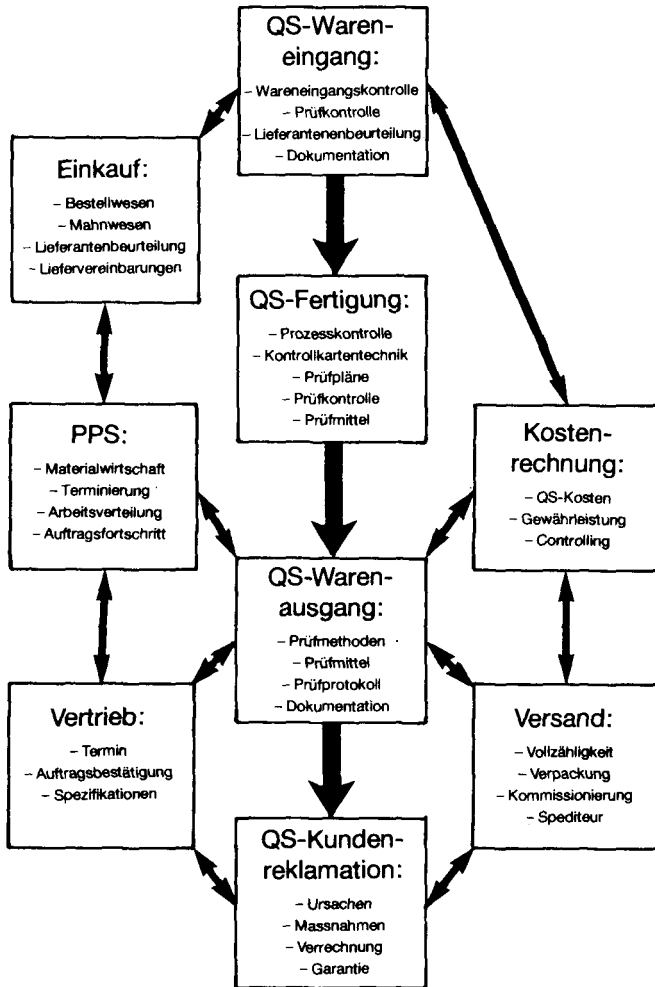 QS-Waren-
eingang:
– Wareneingangskontrolle
– Prüfkontrolle
– Lieferantenenbeurteilung
– Dokumentation
Einkauf:
– Bestellwesen
– Mahnwesen
– Lieferantenbeurteilung
– Liefervereinbarungen
QS-Fertigung:
– Prozesskontrolle
– Kontrollkartentechnik
– Prüfpläne
– Prüfkontrolle
– Prüfmittel
PPS:
– Materialwirtschaft
– Terminierung
– Arbeitsverteilung
– Auftragsfortschritt
Kosten-
rechnung:
– QS-Kosten
– Gewährleistung
– Controlling
QS-Waren-
ausgang:
– Prüfmethoden
– Prüfmittel
– Prüfprotokoll
– Dokumentation
Vertrieb:
– Termin
– Auftragsbestätigung
– Spezifikationen
Versand:
– Vollzähligkeit
– Verpackung
– Kommissionierung
– Spediteur
QS-Kunden-
reklamation:
– Ursachen
– Massnahmen
– Verrechnung
– Garantie